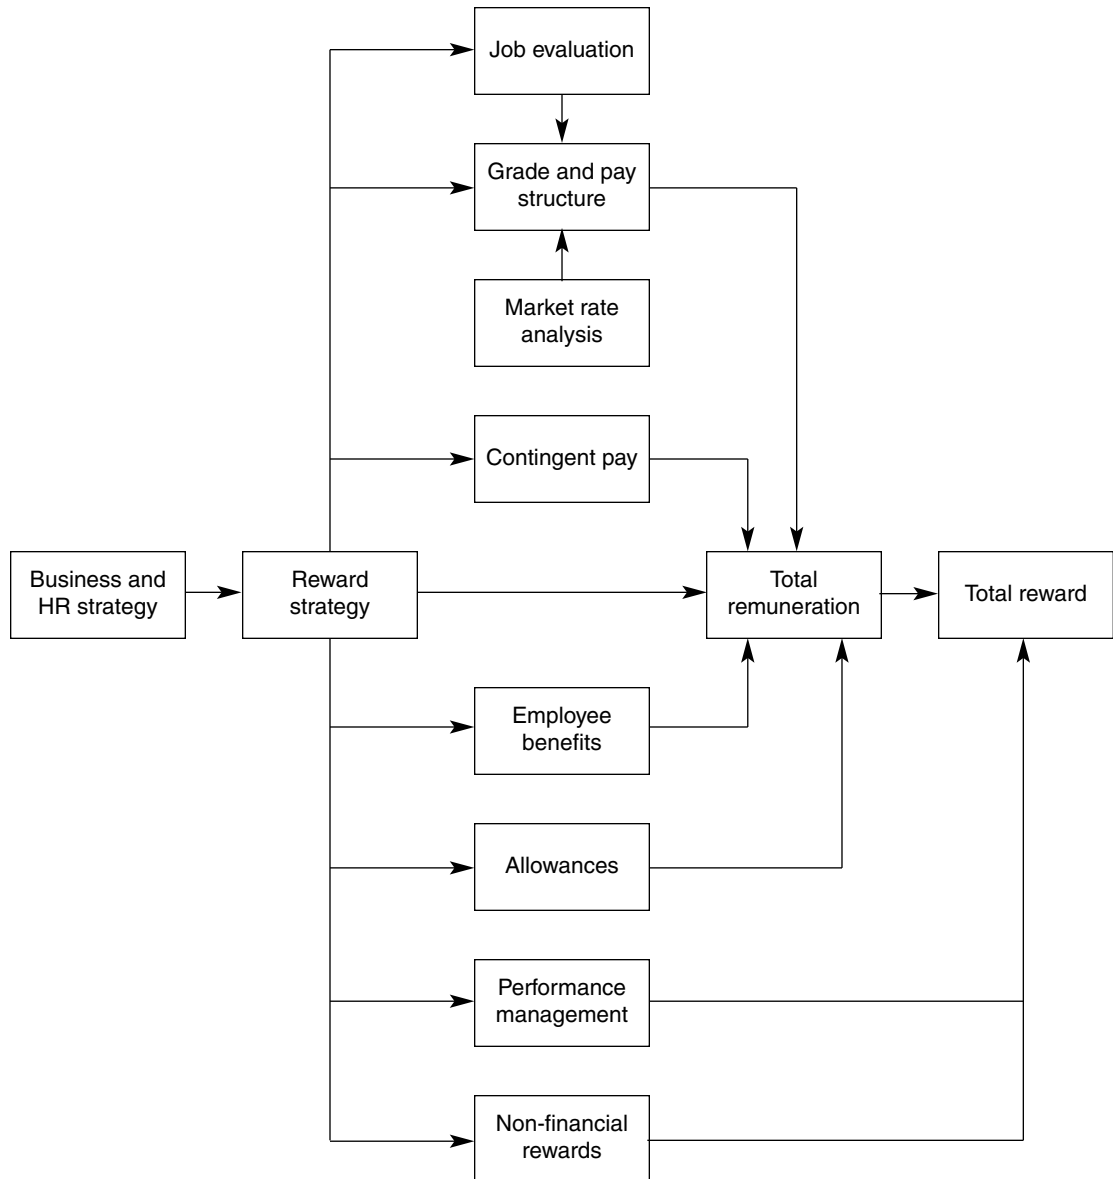 Job evaluation
Grade and pay
structure
Market rate
analysis
Contingent pay
Business and
HR strategy
Reward
strategy
Total
remuneration
Total reward
Employee
benefits
Allowances
Performance
management
Non-financial
rewards